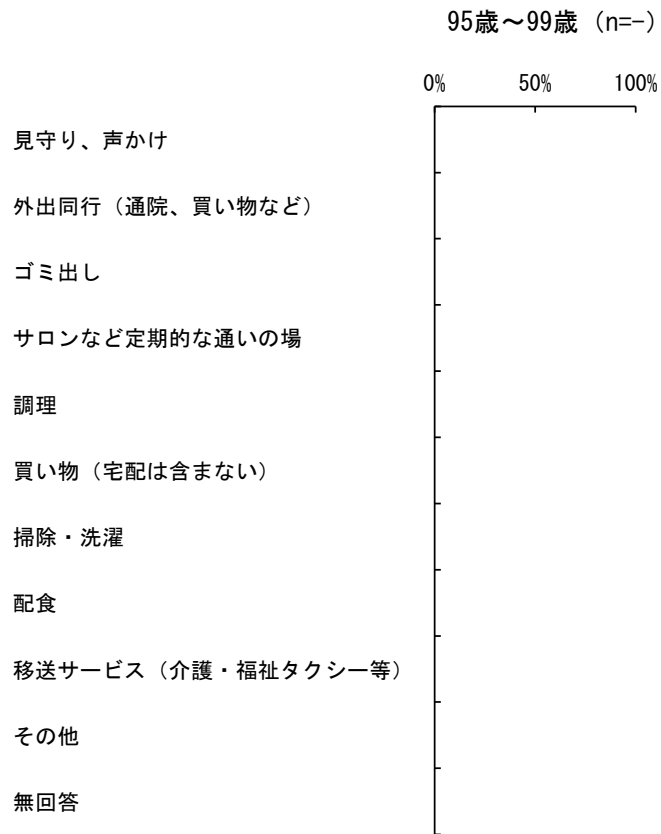 95歳～99歳（n=-）
0% 50% 100%
見守り、声かけ
外出同行（通院、買い物など）
ゴミ出し
サロンなど定期的な通いの場
調理
買い物（宅配は含まない）
掃除・洗濯
配食
移送サービス（介護・福祉タクシー等）
その他
無回答